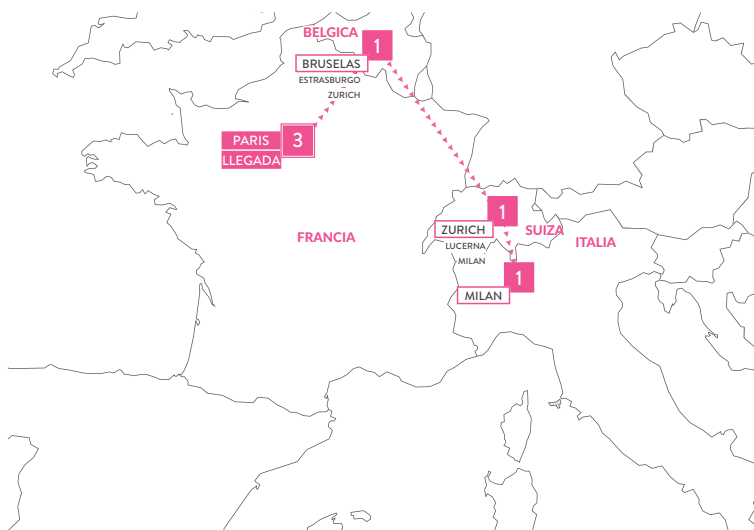 BELGICA
1
BRUSELAS
ESTRASBURGO
–
ZURICH
PARIS
3
LLEGADA
1
ZURICH
SUIZA
LUCERNA
MILAN
FRANCIA
ITALIA
1
MILAN